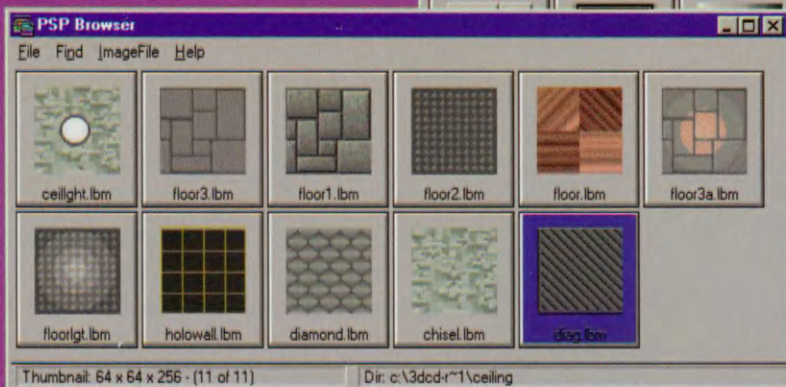 PSP Browser
File Find ImageFile Help
ceillght.lbm floor3.lbm floor1.lbm floor2.lbm floor.lbm floor3a.lbm
floorlgt.lbm holowall.lbm diamond.lbm chisel.lbm diag.lbm
Thumbnail: 64 x 64 x 256 - (11 of 11) Dir: c:\3dcd-r~1\ceiling